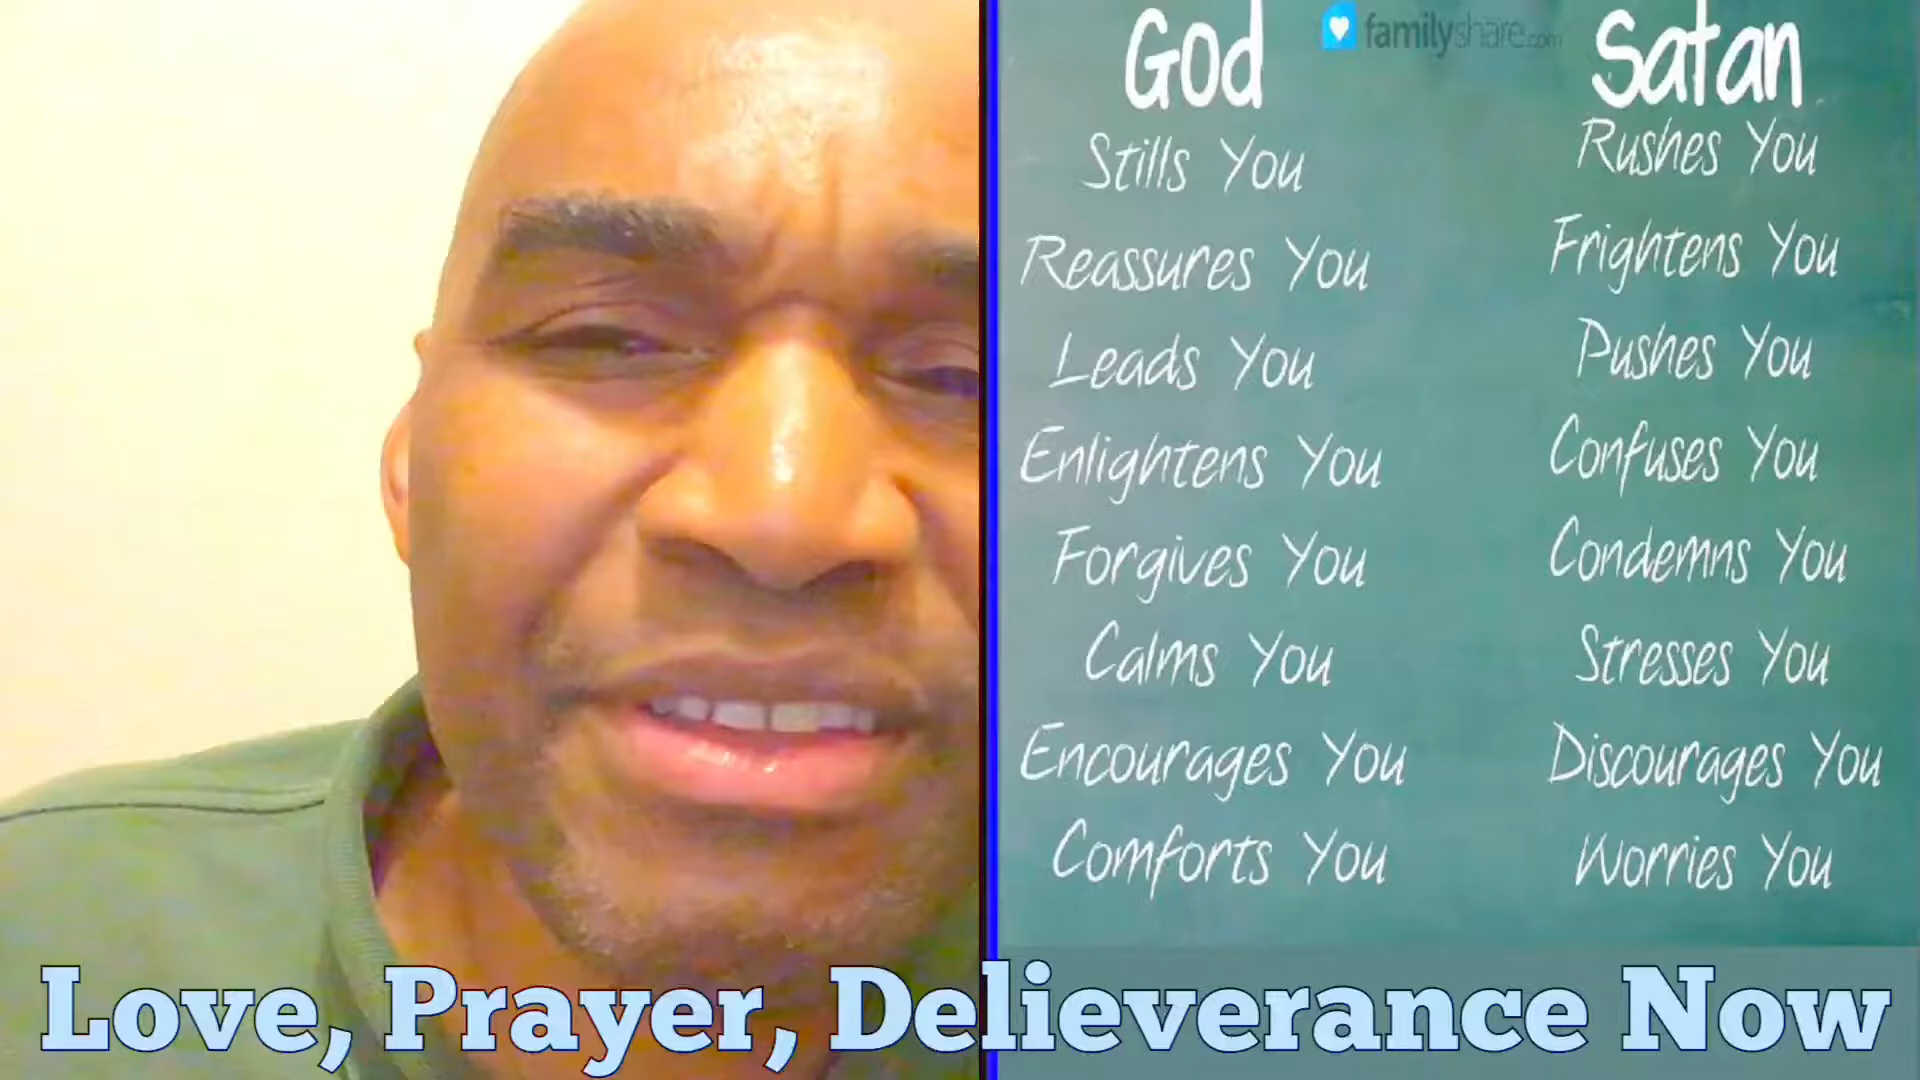 familyshare.com
God Satan
Stills You Rushes You
Reassures You Frightens You
Leads You Pushes You
Enlightens You Confuses You
Forgives You Condemns You
Calms You Stresses You
Encourages You Discourages You
Comforts You Worries You
Love, Prayer, Delieverance Now